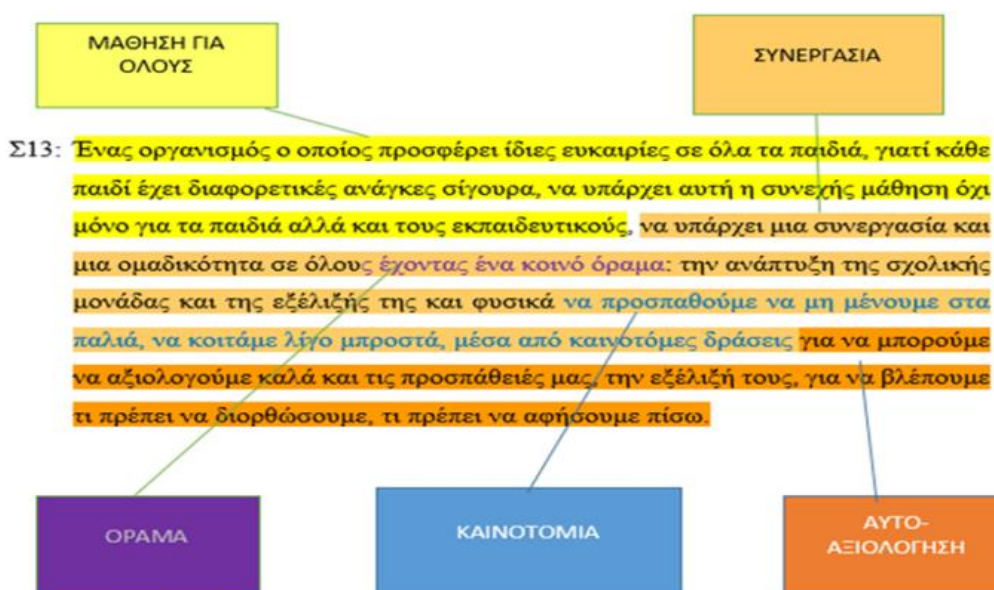 ΜΑΘΗΣΗ ΓΙΑ
ΟΛΟΥΣ
ΣΥΝΕΡΓΑΣΙΑ
Σ13: Ένας οργανισμός ο οποίος προσφέρει ίδιες ευκαιρίες σε όλα τα παιδιά, γιατί κάθε
παιδί έχει διαφορετικές ανάγκες σίγουρα, να υπάρχει αυτή η συνεχής μάθηση όχι
μόνο για τα παιδιά αλλά και τους εκπαιδευτικούς, να υπάρχει μια συνεργασία και
μια ομαδικότητα σε όλους έχοντας ένα κοινό όραμα: την ανάπτυξη της σχολικής
μονάδας και της εξέλιξής της και φυσικά να προσπαθούμε να μη μένουμε στα
παλιά, να κοιτάμε λίγο μπροστά, μέσα από καινοτόμες δράσεις για να μπορούμε
να αξιολογούμε καλά και τις προσπάθειές μας, την εξέλιξή τους, για να βλέπουμε
τι πρέπει να διορθώσουμε, τι πρέπει να αφήσουμε πίσω.
ΟΡΑΜΑ
ΚΑΙΝΟΤΟΜΙΑ
ΑΥΤΟ-
ΑΞΙΟΛΟΓΗΣΗ